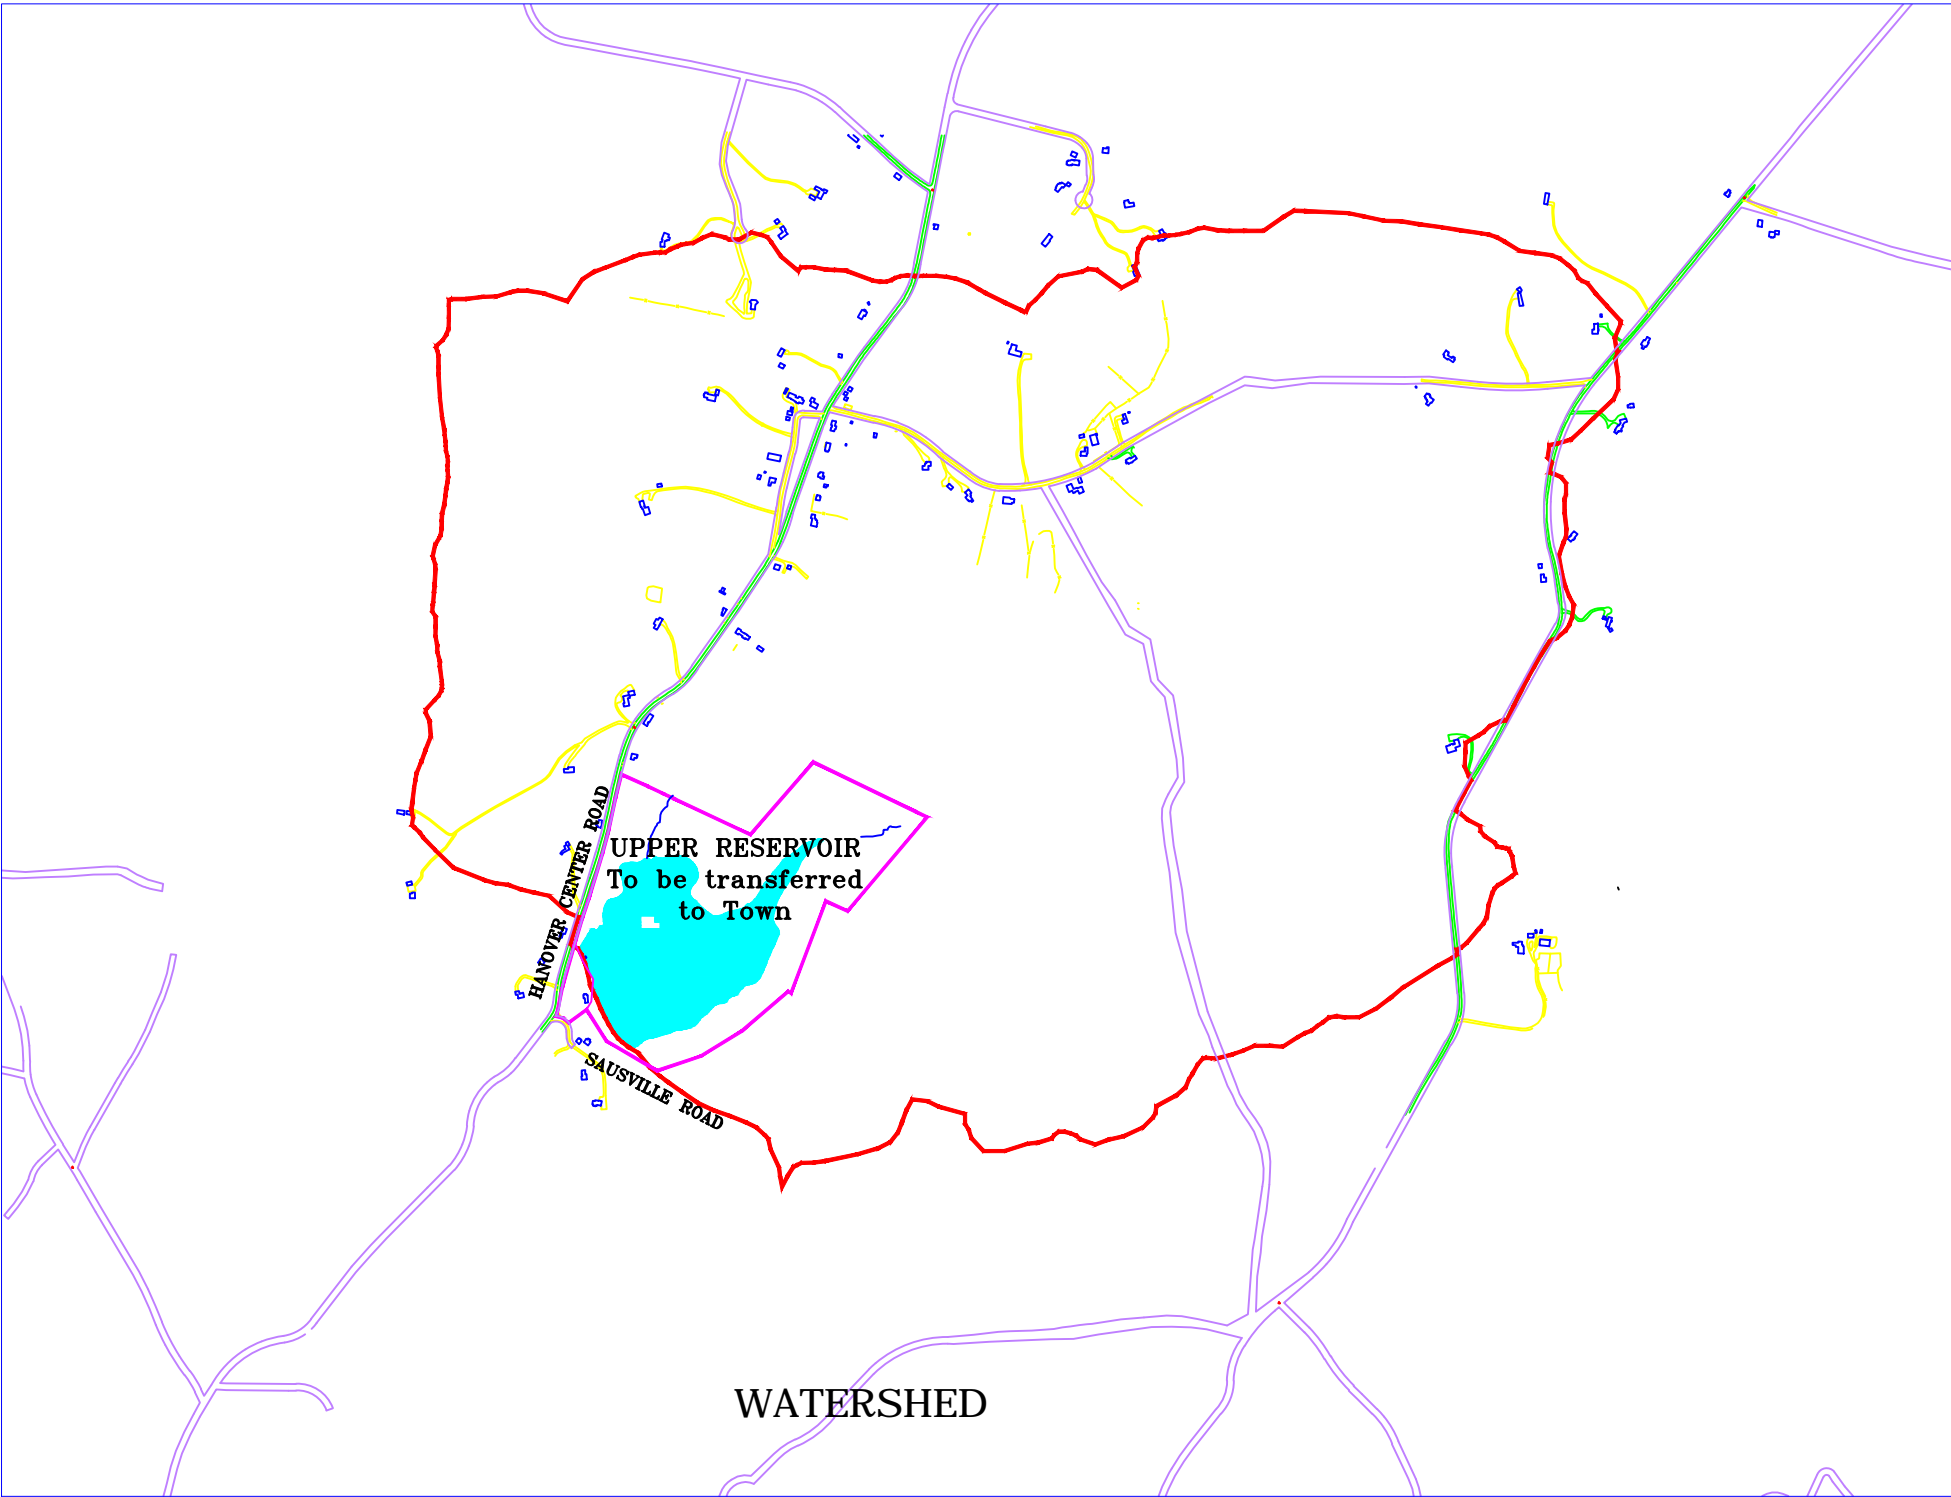 HANOVER CENTER ROAD
UPPER RESERVOIR
To be transferred
to Town
SAUSVILLE ROAD
WATERSHED